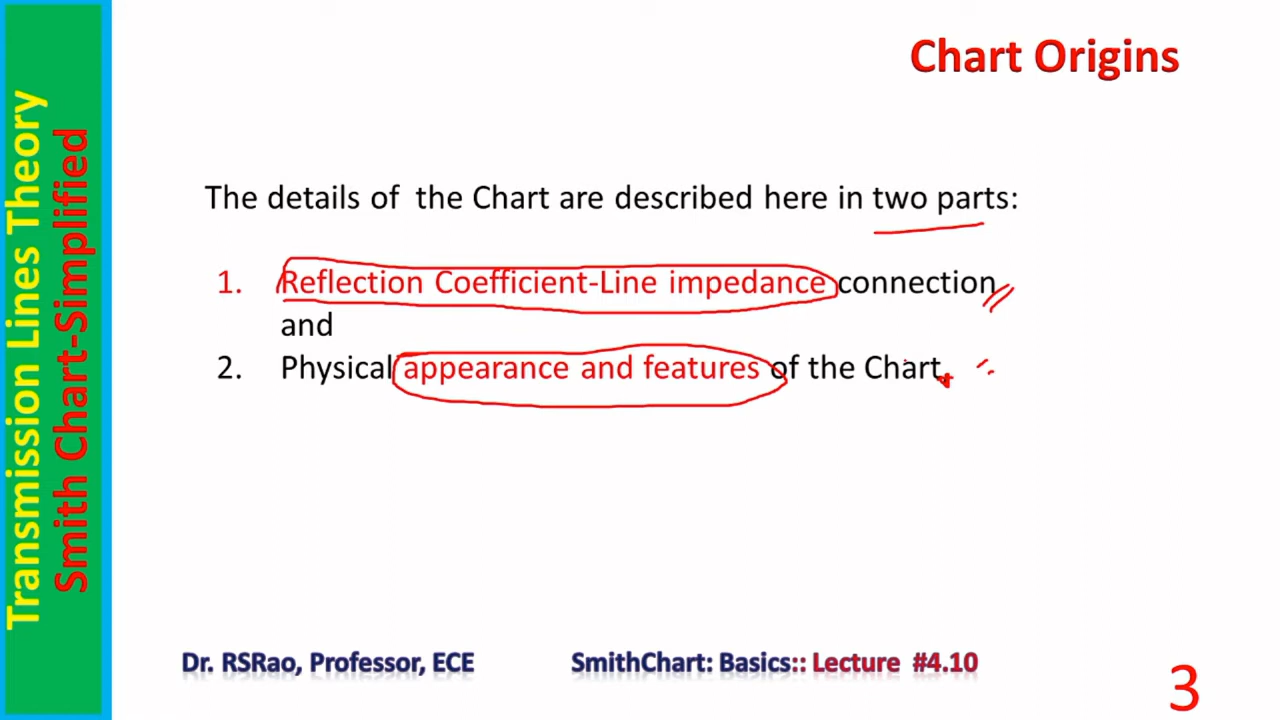 Chart Origins
Transmission Lines Theory
Smith Chart-Simplified
The details of the Chart are described here in two parts:
1. Reflection Coefficient-Line impedance connection
and
2. Physical appearance and features of the Chart.
Dr. RSRao, Professor, ECE SmithChart: Basics:: Lecture #4.10
3